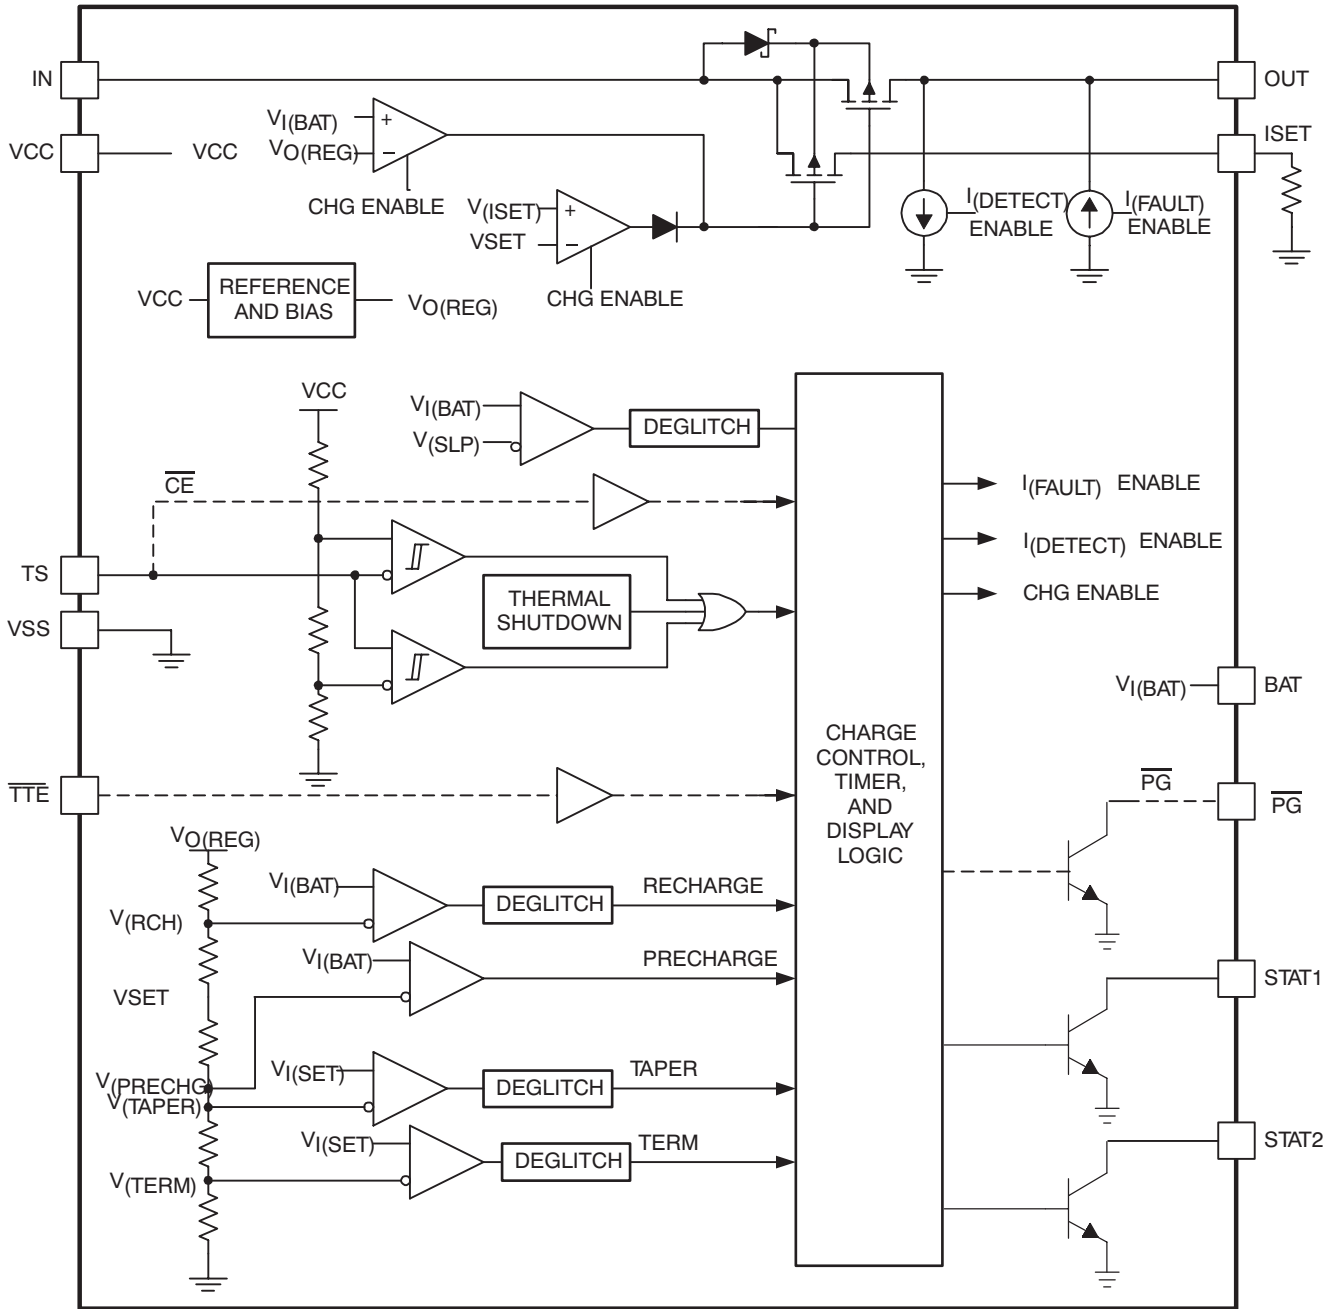 IN
OUT
ISET
VI(BAT)
VO(REG)
VCC
VCC
CHG ENABLE
V(ISET)
VSET
I(DETECT)
ENABLE
I(FAULT)
ENABLE
CHG ENABLE
VCC
REFERENCE
AND BIAS
VO(REG)
VCC
VI(BAT)
V(SLP)
DEGLITCH
CE
I(FAULT) ENABLE
I(DETECT) ENABLE
CHG ENABLE
TS
THERMAL
SHUTDOWN
VSS
VI(BAT)
BAT
CHARGE
CONTROL,
TIMER,
AND
DISPLAY
LOGIC
TTE
PG
PG
VO(REG)
VI(BAT)
DEGLITCH
RECHARGE
V(RCH)
VI(BAT)
PRECHARGE
VSET
STAT1
VI(SET)
DEGLITCH
TAPER
V(PRECHG)
V(TAPER)
VI(SET)
DEGLITCH
TERM
V(TERM)
STAT2